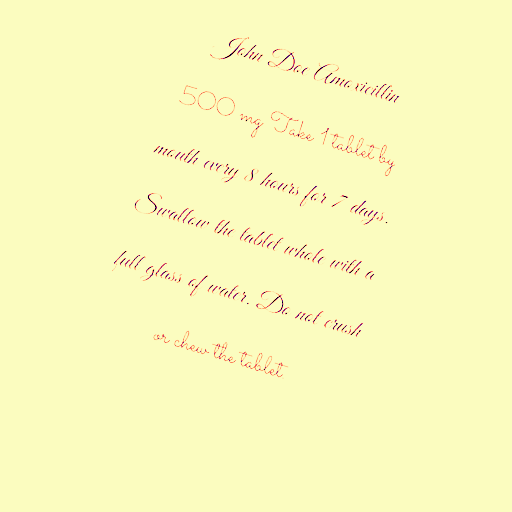 John Doe Amoxicillin
500 mg Take 1 tablet by
mouth every 8 hours for 7 days.
Swallow the tablet whole with a
full glass of water. Do not crush
or chew the tablet